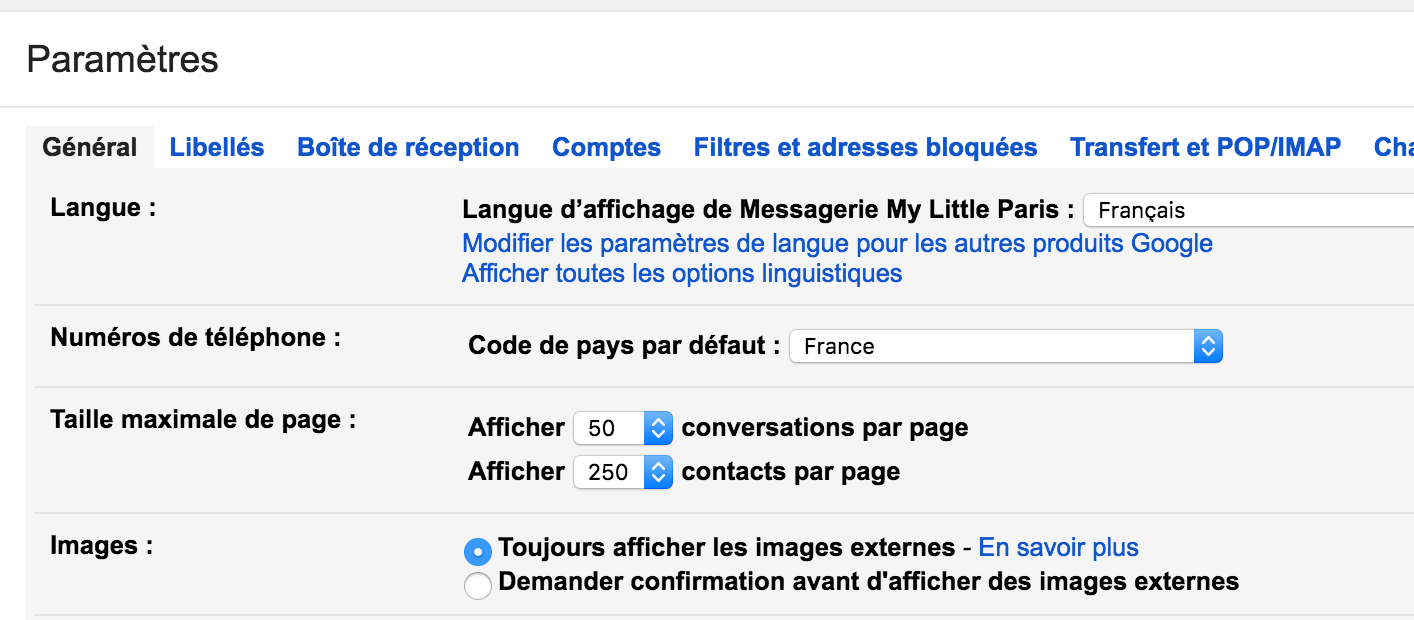 Paramètres
Général Libellés Boîte de réception Comptes Filtres et adresses bloquées Transfert et POP/IMAP
Langue : Langue d’affichage de Messagerie My Little Paris : Français
Modifier les paramètres de langue pour les autres produits Google
Afficher toutes les options linguistiques
Numéros de téléphone : Code de pays par défaut : France
Taille maximale de page : Afficher 50 conversations par page
Afficher 250 contacts par page
Images : Toujours afficher les images externes - En savoir plus
Demander confirmation avant d'afficher des images externes